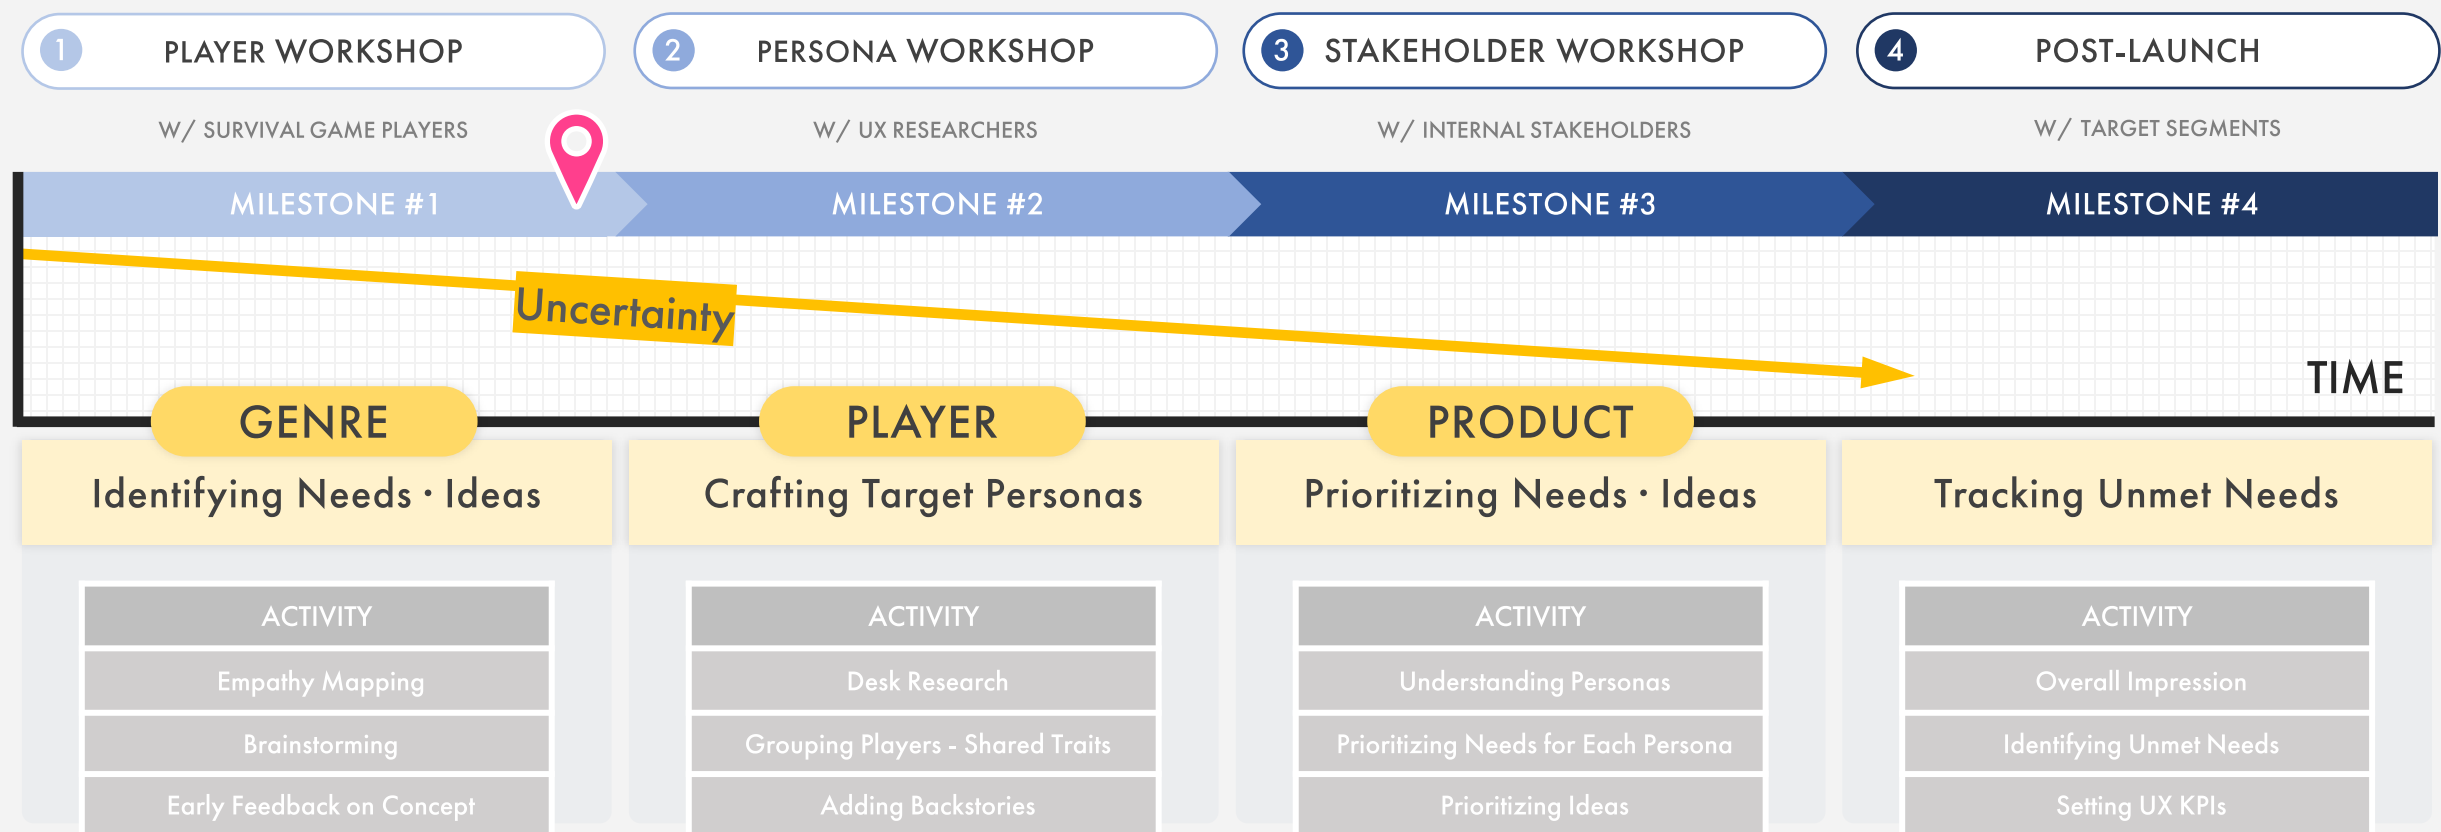 1 PLAYER WORKSHOP
2 PERSONA WORKSHOP
3 STAKEHOLDER WORKSHOP
4 POST-LAUNCH
W/ SURVIVAL GAME PLAYERS
W/ UX RESEARCHERS
W/ INTERNAL STAKEHOLDERS
W/ TARGET SEGMENTS
MILESTONE #1
MILESTONE #2
MILESTONE #3
MILESTONE #4
Uncertainty
TIME
GENRE
PLAYER
PRODUCT
Identifying Needs · Ideas
Crafting Target Personas
Prioritizing Needs · Ideas
Tracking Unmet Needs
ACTIVITY
ACTIVITY
ACTIVITY
ACTIVITY
Empathy Mapping
Desk Research
Understanding Personas
Overall Impression
Brainstorming
Grouping Players - Shared Traits
Prioritizing Needs for Each Persona
Identifying Unmet Needs
Early Feedback on Concept
Adding Backstories
Prioritizing Ideas
Setting UX KPIs